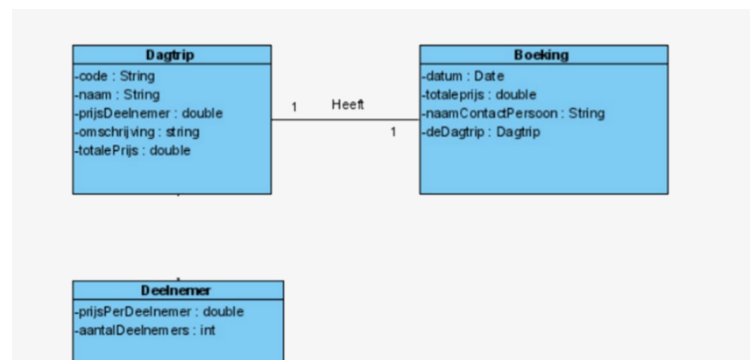 Dagtrip
-code : String
-naam : String
-prijsDeelnemer : double
-omschrijving : string
-totalePrijs : double
1 Heeft
1
Boeking
-datum : Date
-totaleprijs : double
-naamContactPersoon : String
-deDagtrip : Dagtrip
Deelnemer
-prijsPerDeelnemer : double
-aantalDeelnemers : int